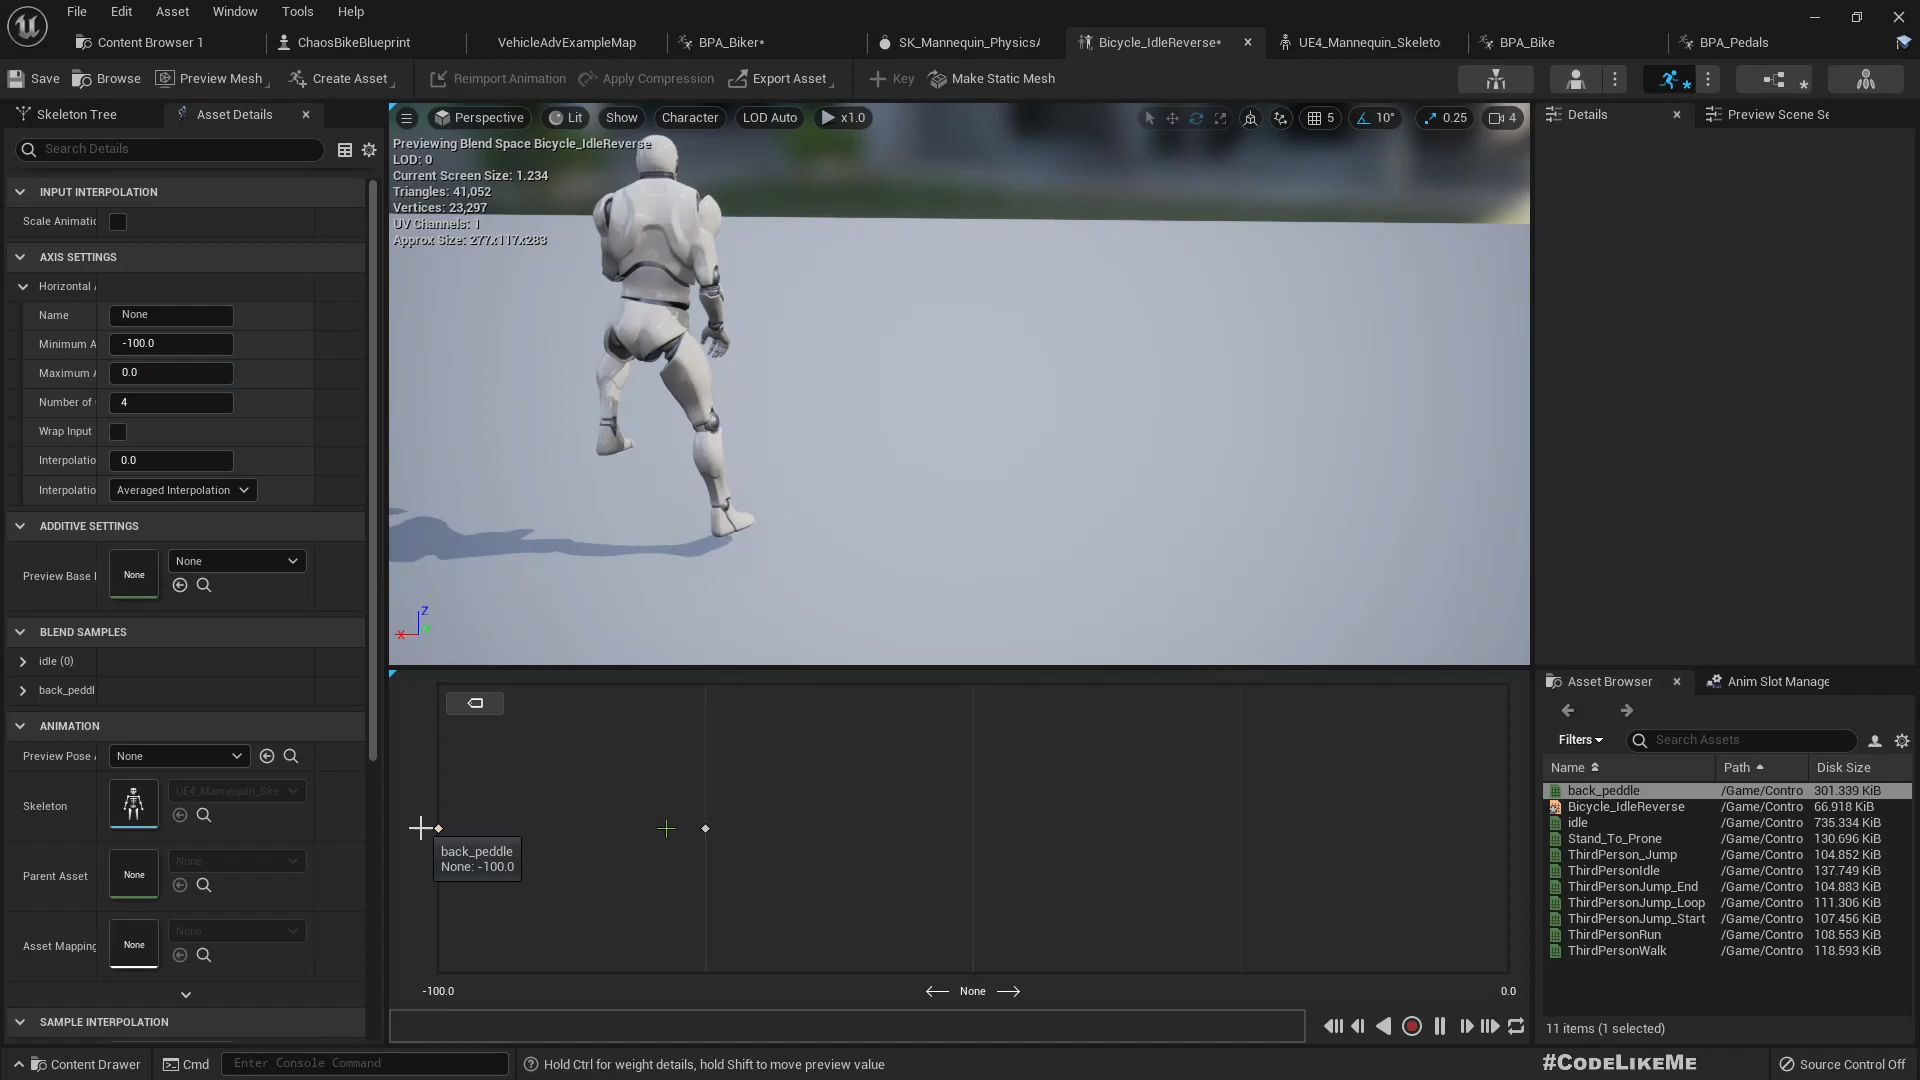 File Edit Asset Window Tools Help
Content Browser 1 ChaosBikeBlueprint VehicleAdvExampleMap BPA_Biker* SK_Mannequin_PhysicsA Bicycle_IdleReverse* UE4_Mannequin_Skeleto BPA_Bike BPA_Pedals
Save Browse Preview Mesh Create Asset Reimport Animation Apply Compression Export Asset Key Make Static Mesh
Skeleton Tree Asset Details
Search Details
INPUT INTERPOLATION
Scale Animatic
AXIS SETTINGS
Horizontal
Name None
Minimum A -100.0
Maximum A 0.0
Number of 4
Wrap Input
Interpolatio 0.0
Interpolatio Averaged Interpolation
ADDITIVE SETTINGS
Preview Base None None
BLEND SAMPLES
idle (0)
back_peddl
ANIMATION
Preview Pose None
Skeleton UE4_Mannequin_Ske
Parent Asset None None
Asset Mapping None None
SAMPLE INTERPOLATION
Perspective Lit Show Character LOD Auto x1.0 5 10° 0.25 4
Previewing Blend Space Bicycle_IdleReverse
LOD: 0
Current Screen Size: 1.234
Triangles: 41,052
Vertices: 23,297
UV Channels: 1
Approx Size: 277x117x283
Z
X
back_peddle
None: -100.0
-100.0 None 0.0
Details Preview Scene Se
Asset Browser Anim Slot Manage
Filters Search Assets
Name Path Disk Size
back_peddle /Game/Contro 301.339 KiB
Bicycle_IdleReverse /Game/Contro 66.918 KiB
idle /Game/Contro 735.334 KiB
Stand_To_Prone /Game/Contro 130.696 KiB
ThirdPerson_Jump /Game/Contro 104.852 KiB
ThirdPersonIdle /Game/Contro 137.749 KiB
ThirdPersonJump_End /Game/Contro 104.883 KiB
ThirdPersonJump_Loop /Game/Contro 111.306 KiB
ThirdPersonJump_Start /Game/Contro 107.456 KiB
ThirdPersonRun /Game/Contro 108.553 KiB
ThirdPersonWalk /Game/Contro 118.593 KiB
11 items (1 selected)
Content Drawer Cmd Enter Console Command Hold Ctrl for weight details, hold Shift to move preview value #CODELIKEME Source Control Off